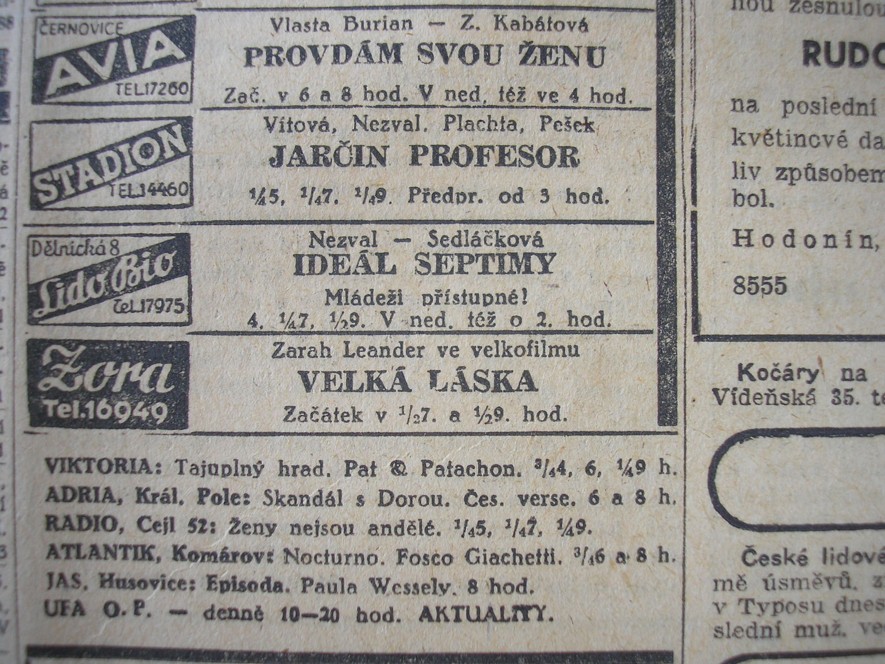 ČERNOVICE
AVIA
TEL.17260
Vlasta Burian — Z. Kabátová
PROVDÁM SVOU ŽENU
Zač. v 6 a 8 hod. V ned. též ve 4 hod.
STADION
TEL.14460
Vítová, Nezval, Plachta, Pešek
JARČIN PROFESOR
¼5, ¼7, ¼9. Předpr. od 3 hod.
Dělnická 8
Lido Bio
Tel.17975
Nezval — Sedláčková
IDEÁL SEPTIMY
Mládeži přístupné!
4, ¼7, ½9. V ned. též o 2. hod.
Zora
Tel.16949
Zarah Leander ve velkofilmu
VELKÁ LÁSKA
Začátek v ½7. a ½9. hod.
VIKTORIA: Tajuplný hrad. Pat & Patachon. ¾4, 6, ¼9 h.
ADRIA, Král. Pole: Skandál s Dorou. Čes. verse. 6 a 8 h.
RADIO, Cejl 52: Ženy nejsou andělé. ¼5, ¼7, ¼9.
ATLANTIK, Komárov: Nocturno. Fosco Giachetti. ¾6 a 8 h.
JAS, Husovice: Episoda. Paula Wessely. 8 hod.
UFA O. P. — denně 10—20 hod. AKTUALITY.
nou zesnulou
RUDO
na poslední
květinové da
liv způsobem
bol.
Hodonín,
8555
Kočáry na
Vídeňská 35. te
České lidové
mě úsměvů. z
v Typosu dnes
slední muž. ve